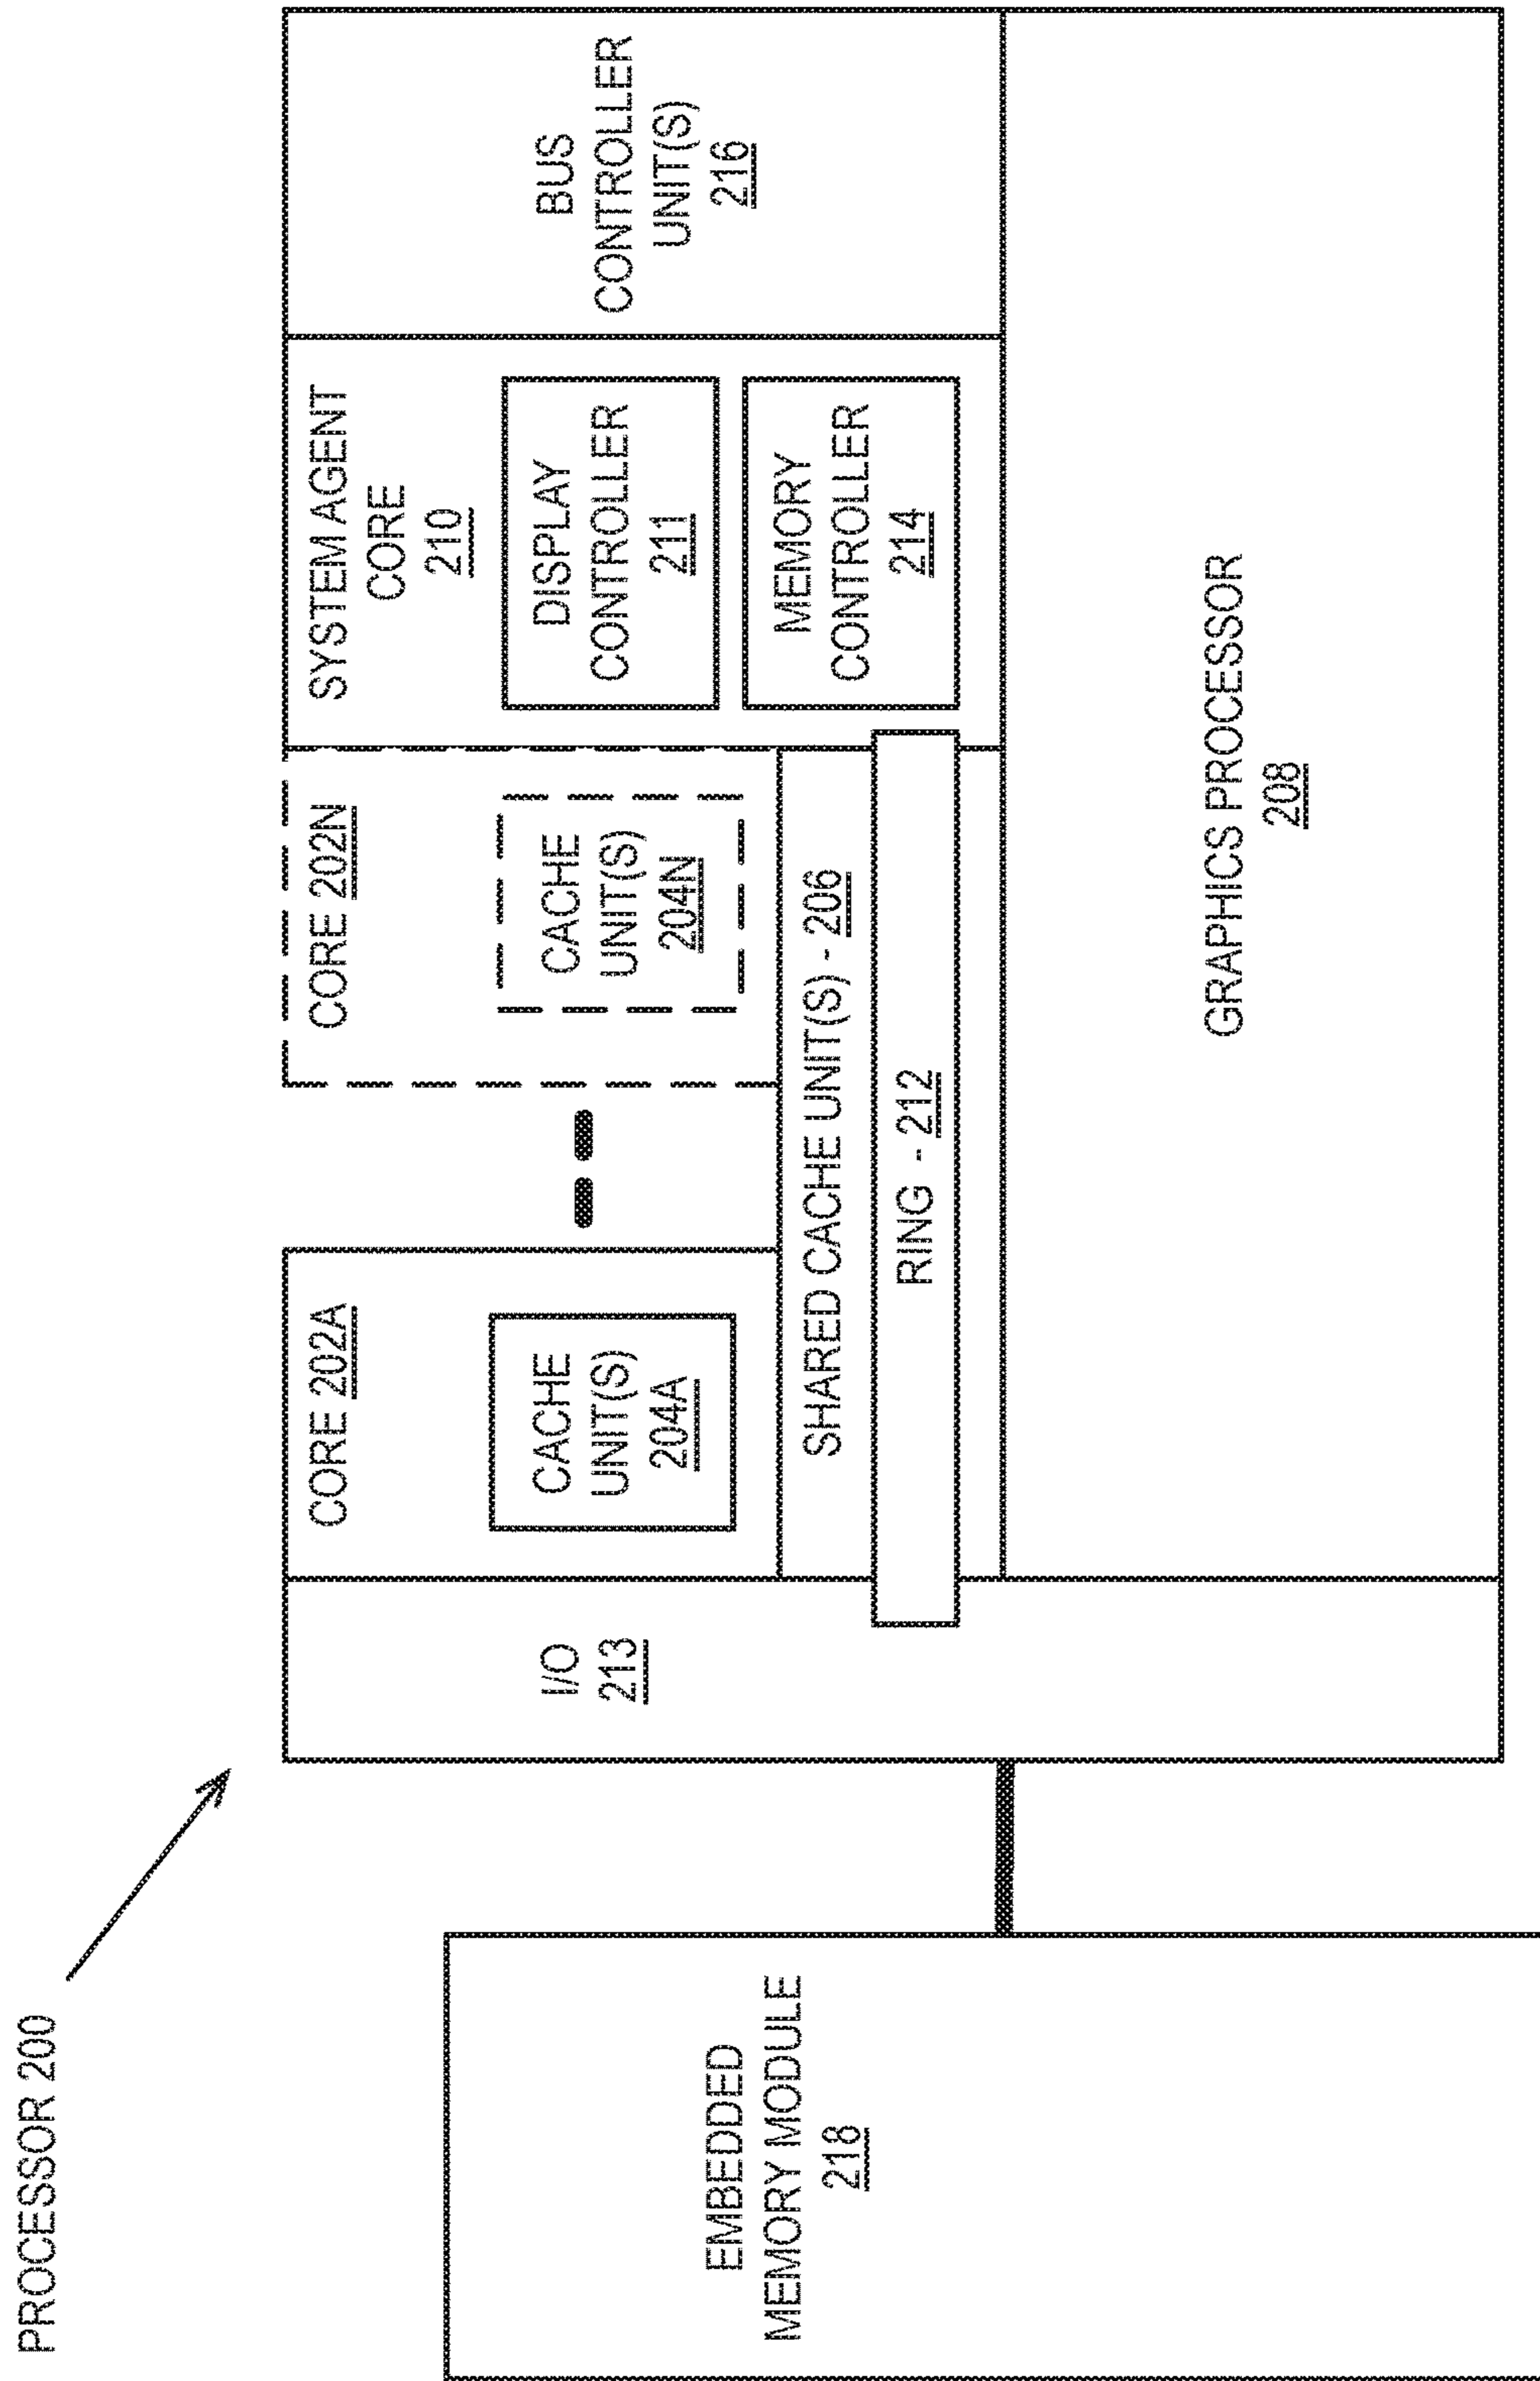 PROCESSOR 200
EMBEDDED
MEMORY MODULE
218
I/O
213
CORE 202A
CACHE
UNIT(S)
204A
CORE 202N
CACHE
UNIT(S)
204N
SHARED CACHE UNIT(S) - 206
RING - 212
SYSTEM AGENT
CORE
210
DISPLAY
CONTROLLER
211
MEMORY
CONTROLLER
214
BUS
CONTROLLER
UNIT(S)
216
GRAPHICS PROCESSOR
208